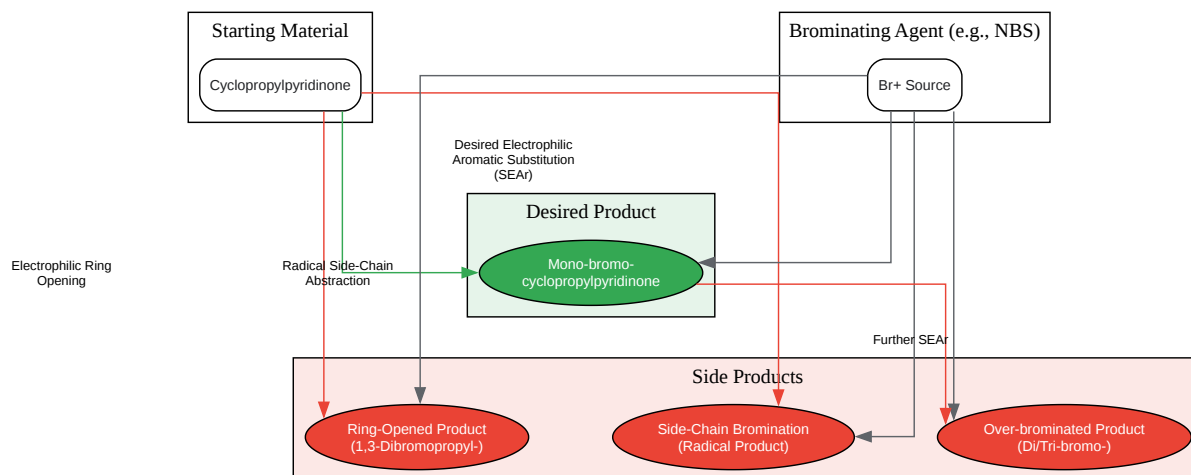 Starting Material
Brominating Agent (e.g., NBS)
Cyclopropylpyridinone
Br+ Source
Desired Electrophilic
Aromatic Substitution
(SEAr)
Desired Product
Mono-bromo-
cyclopropylpyridinone
Electrophilic Ring
Opening
Radical Side-Chain
Abstraction
Further SEAr
Side Products
Ring-Opened Product
(1,3-Dibromopropyl-)
Side-Chain Bromination
(Radical Product)
Over-brominated Product
(Di/Tri-bromo-)